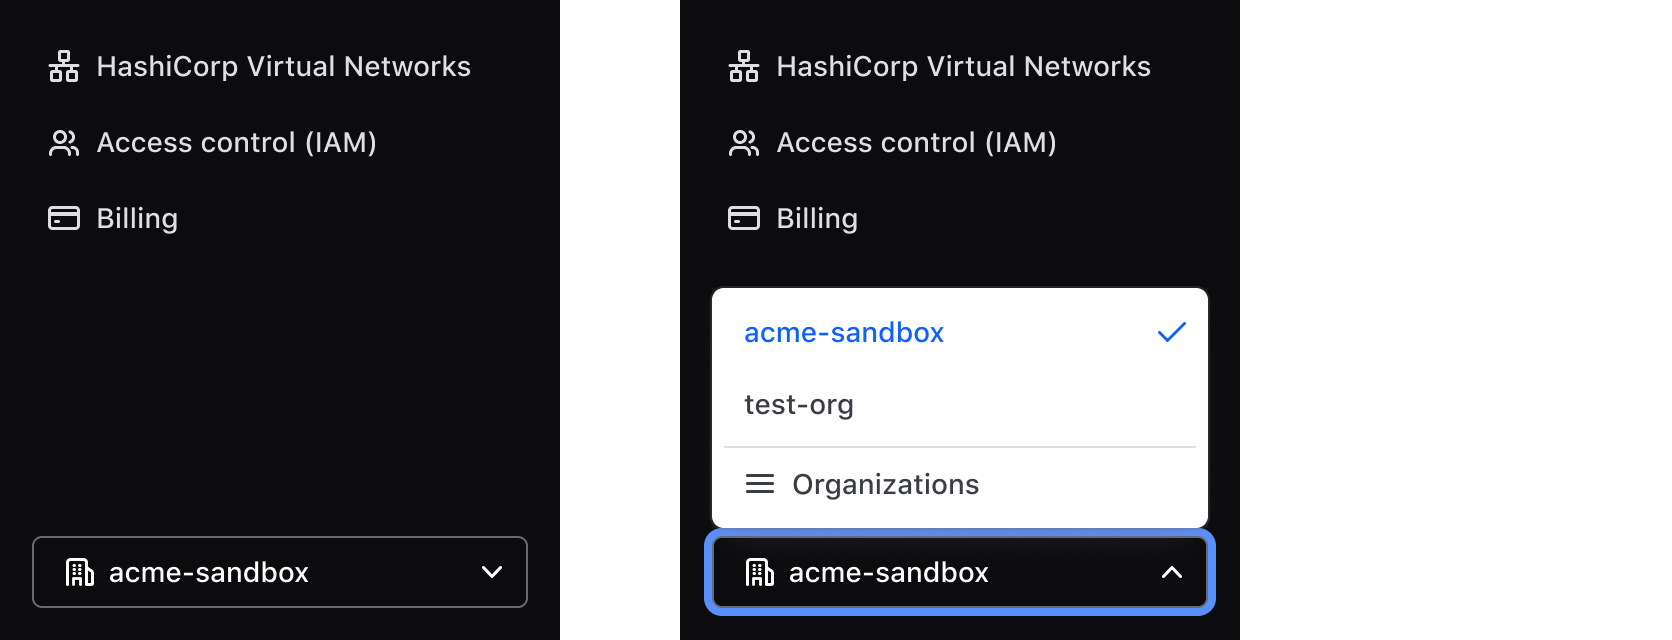 HashiCorp Virtual Networks
Access control (IAM)
Billing
acme-sandbox
HashiCorp Virtual Networks
Access control (IAM)
Billing
acme-sandbox
test-org
Organizations
acme-sandbox